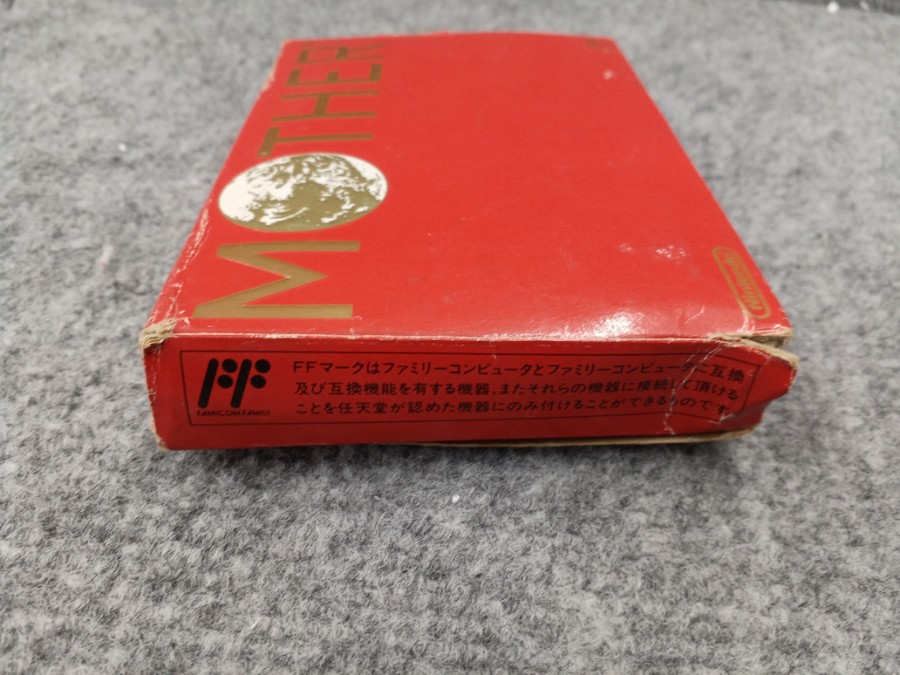 MOTHER
Nintendo
FAMICOM FAMILY
FFマークはファミリーコンピュータとファミリーコンピュータに互換
及び互換機能を有する機器、またそれらの機器に接続して頂ける
ことを任天堂が認めた機器にのみ付けることができるものです。